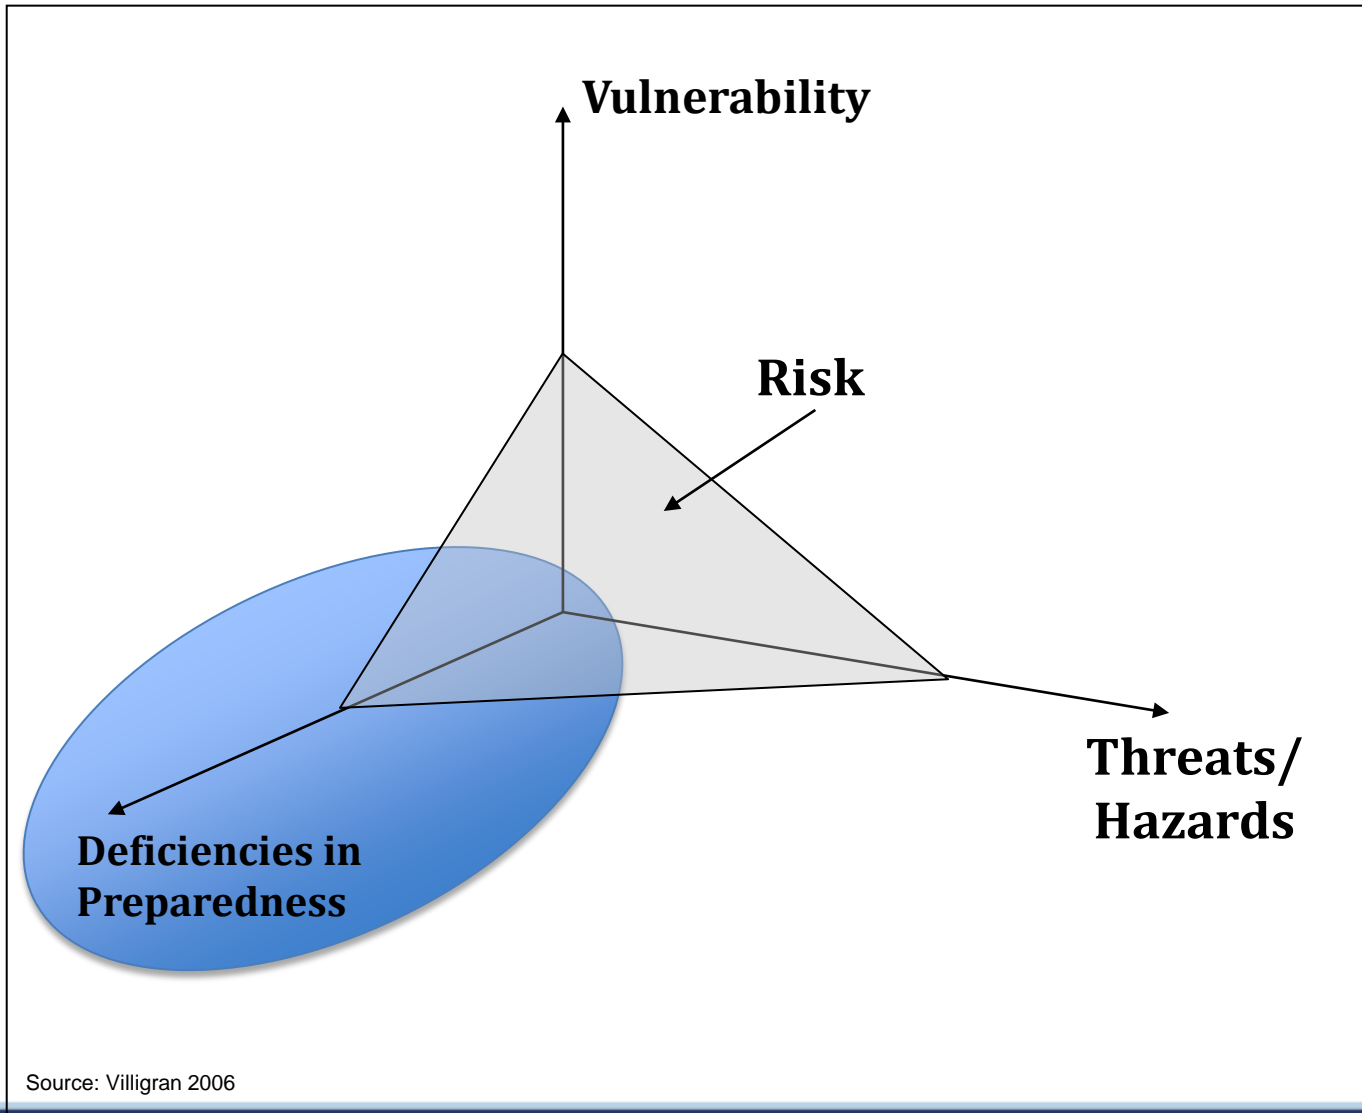 Vulnerability
Risk
Threats/
Hazards
Deficiencies in
Preparedness
Source: Villigran 2006